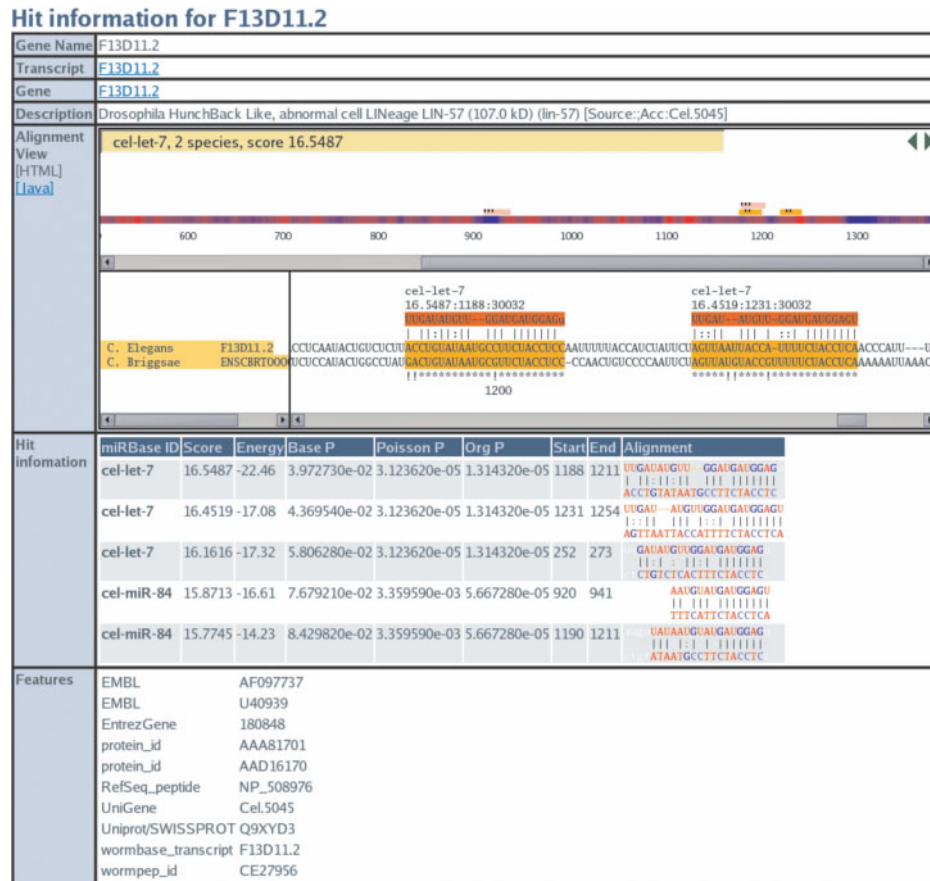 Hit information for F13D11.2
Gene Name F13D11.2
Transcript F13D11.2
Gene F13D11.2
Description Drosophila HunchBack Like, abnormal cell LINeage LIN-57 (107.0 kD) (lin-57) [Source:;Acc:Cel.5045]
Alignment View [HTML] [Java]
cel-let-7, 2 species, score 16.5487
600 700 800 900 1000 1100 1200 1300
cel-let-7 cel-let-7
16.5487:1188:30032 16.4519:1231:30032
UUGAUAUGUU--GGAUGAUGGAGu UUGAU--AUGUU-GGAUGAUGGAGU
C. Elegans F13D11.2 CCUCAAUACUGUCUCUUACCUGUAUAAUGCCUUCUACCUCCAAUUUUUACCAUCUAUUCUAGUUAAUUACCA-UUUUCUACCUCAACCCAUU---U
C. Briggsae ENSCBRT000 UCUCCAUACUGGCCUAUGACUGUAUAAUGCGUUCUACCUCC-CCAACUGUCCCCAAUUCUAGUUAUGUACCGUUUUUCUACCUCAAAAAAUUAAAC
1200
Hit infomation
miRBase ID Score Energy Base P Poisson P Org P Start End Alignment
cel-let-7 16.5487 -22.46 3.972730e-02 3.123620e-05 1.314320e-05 1188 1211 UUGAUAUGUU--GGAUGAUGGAG
ACCTGTATAATGCCTTCTACCTC
cel-let-7 16.4519 -17.08 4.369540e-02 3.123620e-05 1.314320e-05 1231 1254 UUGAU--AUGUUGGAUGAUGGAGU
AGTTAATTACCATTTTCTACCTCA
cel-let-7 16.1616 -17.32 5.806280e-02 3.123620e-05 1.314320e-05 252 273 GAUAUGUUGGAUGAUGGAG
CTGTCTCACTTTCTACCTC
cel-miR-84 15.8713 -16.61 7.679210e-02 3.359590e-03 5.667280e-05 920 941 AAUGUAUGAUGGAGU
TTTCATTCTACCTCA
cel-miR-84 15.7745 -14.23 8.429820e-02 3.359590e-03 5.667280e-05 1190 1211 UAUAAUGUAUGAUGGAG
ATAATGCCTTCTACCTC
Features
EMBL AF097737
EMBL U40939
EntrezGene 180848
protein_id AAA81701
protein_id AAD16170
RefSeq_peptide NP_508976
UniGene Cel.5045
Uniprot/SWISSPROT Q9XYD3
wormbase_transcript F13D11.2
wormpep_id CE27956